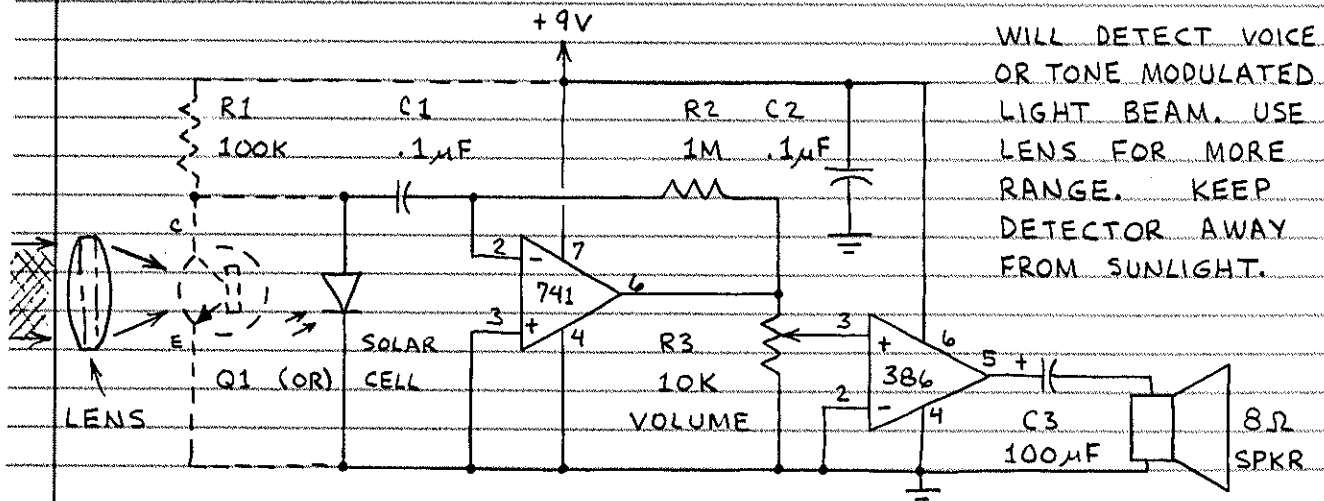 +9V
WILL DETECT VOICE
OR TONE MODULATED
LIGHT BEAM. USE
LENS FOR MORE
RANGE. KEEP
DETECTOR AWAY
FROM SUNLIGHT.
R1
100K
C1
.1µF
R2
1M
C2
.1µF
C
E
Q1 (OR)
SOLAR
CELL
LENS
2
-
3
+
741
7
4
6
R3
10K
VOLUME
3
+
2
-
386
6
4
5
+
C3
100µF
8Ω
SPKR